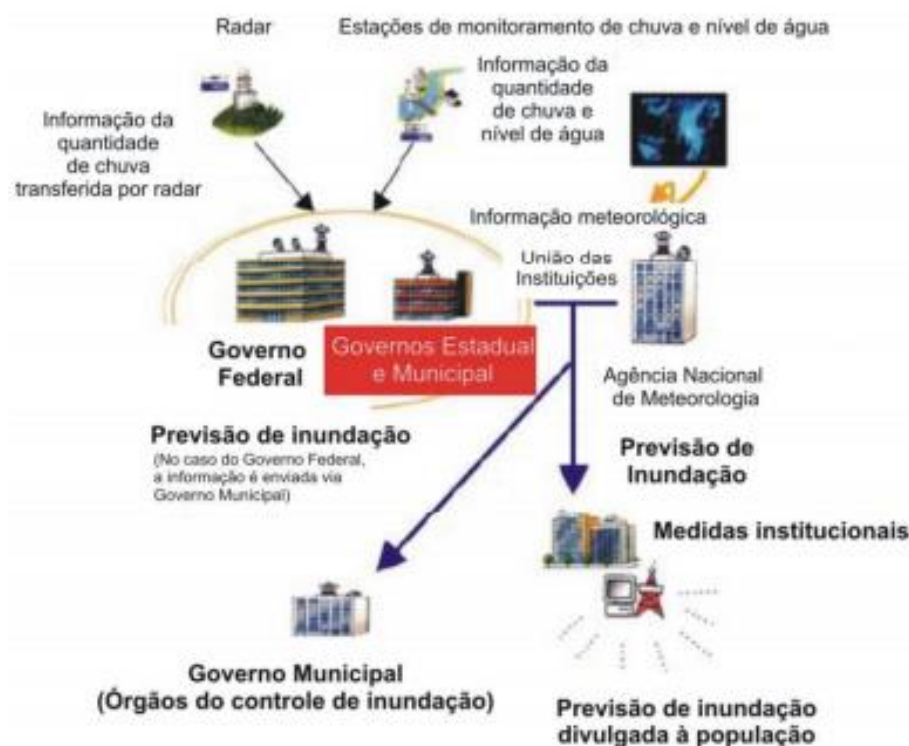 Radar
Estações de monitoramento de chuva e nível de água
Informação da
quantidade
de chuva
transferida por radar
Informação da
quantidade
de chuva e
nível de água
Informação meteorológica
União das
Instituições
Governo
Federal
Governos Estadual
e Municipal
Agência Nacional
de Meteorologia
Previsão de inundação
(No caso do Governo Federal,
a informação é enviada via
Governo Municipal)
Previsão de
Inundação
Medidas institucionais
Governo Municipal
(Órgãos do controle de inundação)
Previsão de inundação
divulgada à população